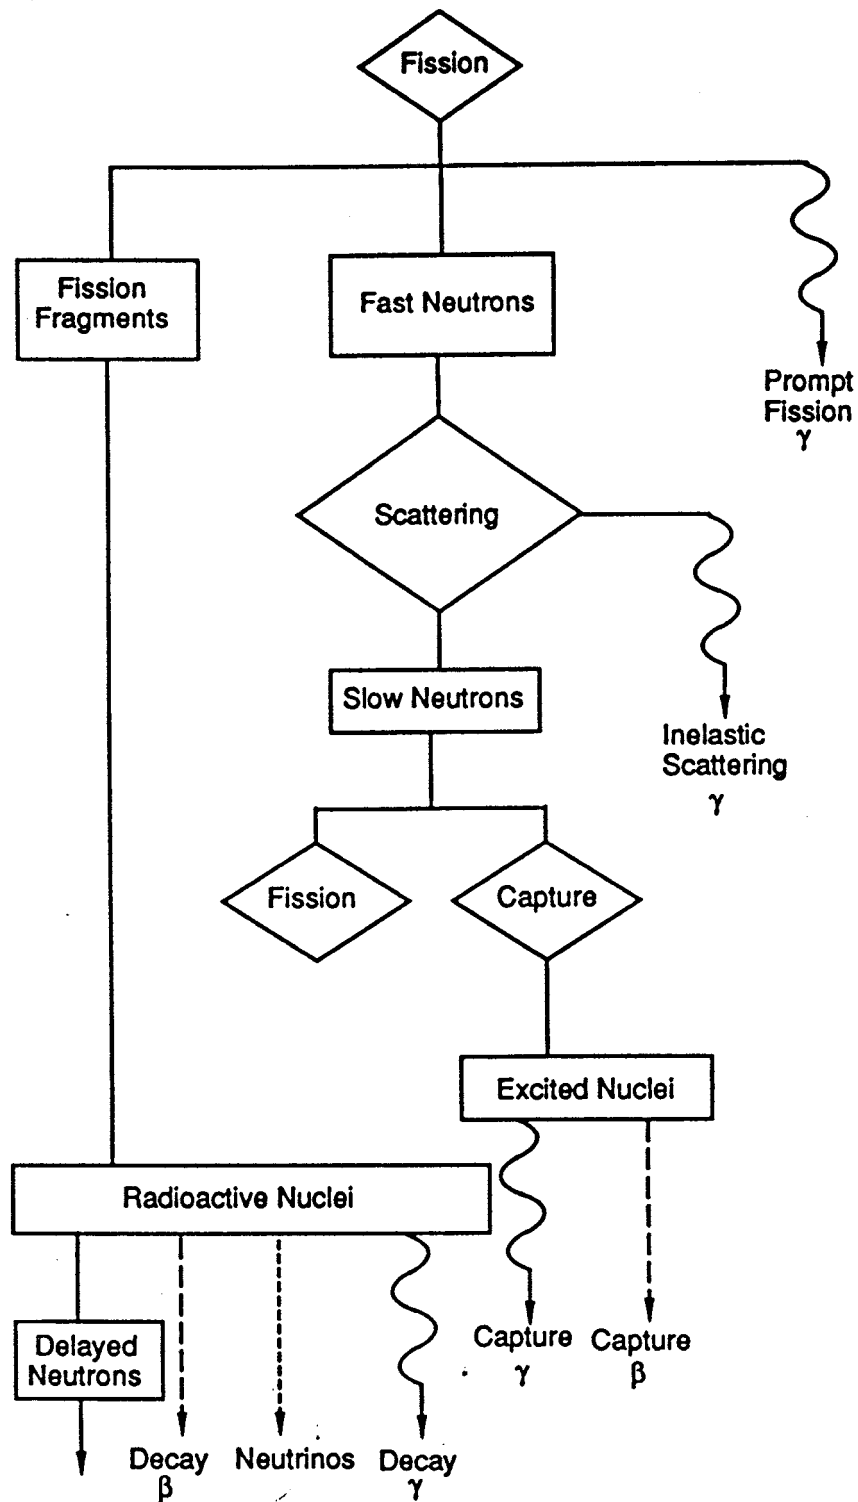 Fission
Fission
Fragments
Fast Neutrons
Prompt
Fission
γ
Scattering
Slow Neutrons
Inelastic
Scattering
γ
Fission
Capture
Excited Nuclei
Radioactive Nuclei
Delayed
Neutrons
Decay
β
Neutrinos
Decay
γ
Capture
γ
Capture
β